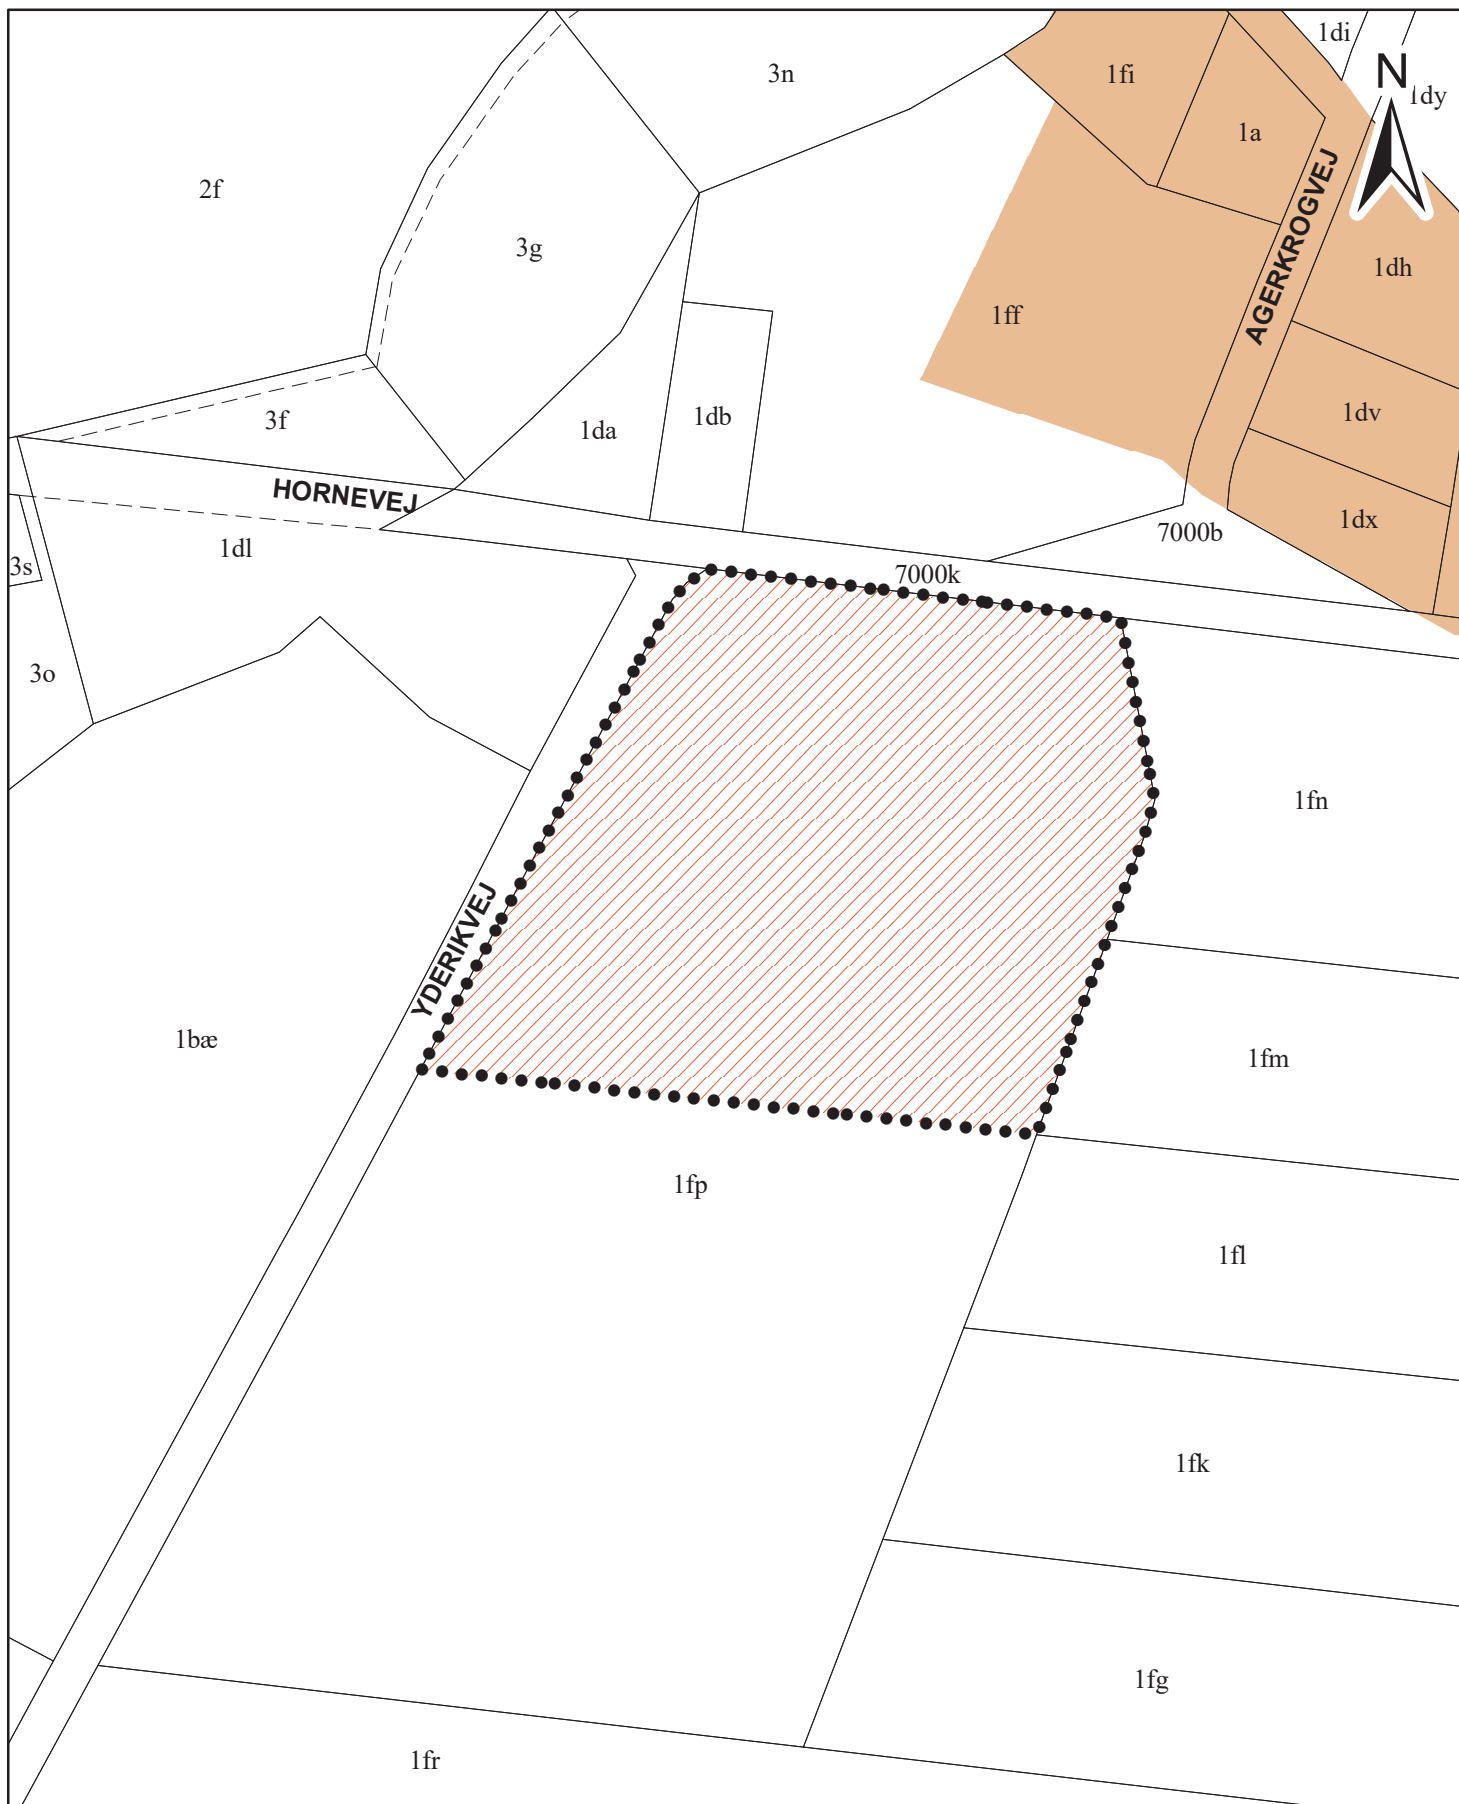 1di
N
3n
1fi
1dy
1a
2f
AGERKROGVEJ
3g
1dh
1ff
1dv
1db
3f
1da
HORNEVEJ
1dx
7000b
1dl
3s
7000k
3o
1fn
YDERIKVEJ
1bæ
1fm
1fp
1fl
1fk
1fg
1fr